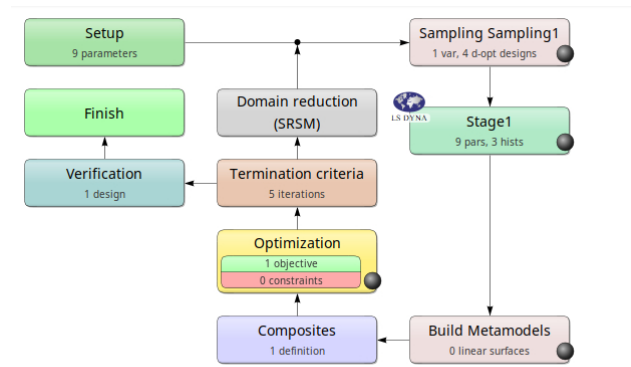 Setup
9 parameters
Sampling Sampling1
1 var, 4 d-opt designs
Finish
Domain reduction
(SRSM)
LS DYNA
Stage1
9 pars, 3 hists
Verification
1 design
Termination criteria
5 iterations
Optimization
1 objective
0 constraints
Composites
1 definition
Build Metamodels
0 linear surfaces